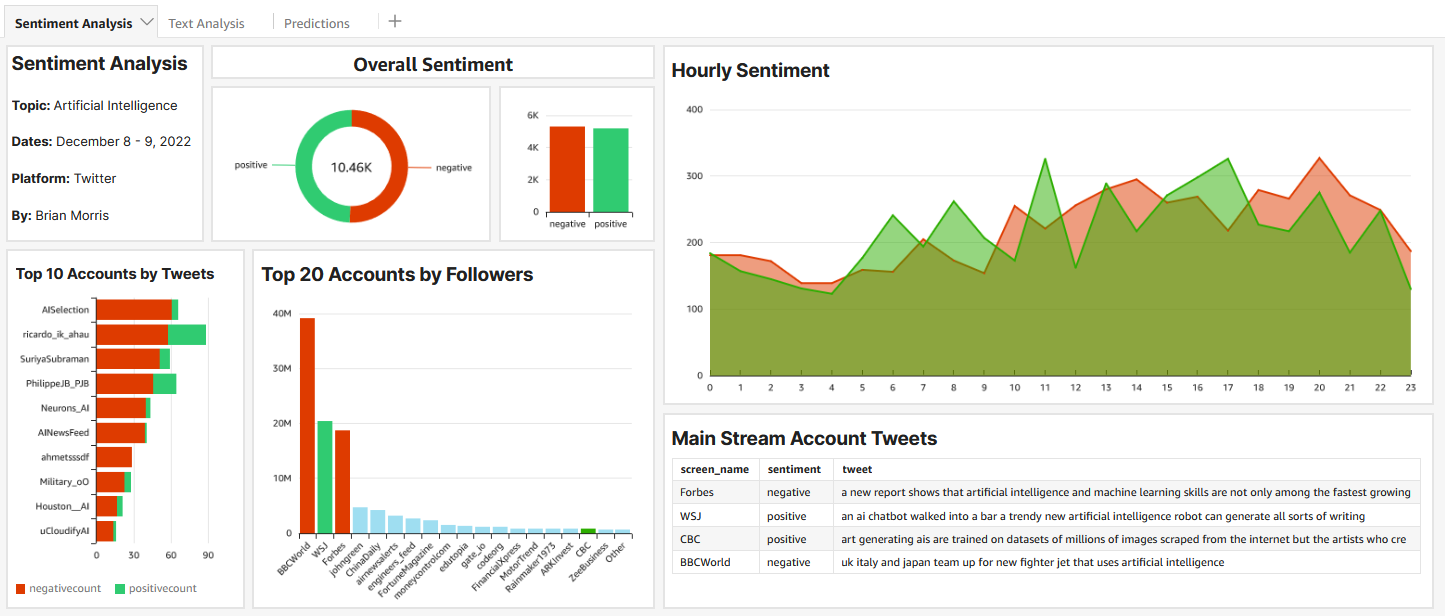 Sentiment Analysis
Text Analysis
Predictions
Sentiment Analysis
Topic: Artificial Intelligence
Dates: December 8 - 9, 2022
Platform: Twitter
By: Brian Morris
Overall Sentiment
positive
10.46K
negative
6K
4K
2K
0
negative positive
Hourly Sentiment
400
300
200
100
0
0 1 2 3 4 5 6 7 8 9 10 11 12 13 14 15 16 17 18 19 20 21 22 23
Top 10 Accounts by Tweets
AISelection
ricardo_ik_ahau
SuriyaSubraman
PhilippeJB_PJB
Neurons_AI
AINewsFeed
ahmetsssdf
Military_oO
Houston__AI
uCloudifyAI
0 30 60 90
negativecount positivecount
Top 20 Accounts by Followers
40M
30M
20M
10M
0
BBCWorld
WSJ
Forbes
johngreen
ChinaDaily
airnewsalerts
engineers_feed
FortuneMagazine
moneycontrolcom
edutopia
gate_io
codeorg
FinancialXpress
MotorTrend
Rainmaker1973
ARKInvest
CBC
ZeeBusiness
Other
Main Stream Account Tweets
screen_name sentiment tweet
Forbes negative a new report shows that artificial intelligence and machine learning skills are not only among the fastest growing
WSJ positive an ai chatbot walked into a bar a trendy new artificial intelligence robot can generate all sorts of writing
CBC positive art generating ais are trained on datasets of millions of images scraped from the internet but the artists who cre
BBCWorld negative uk italy and japan team up for new fighter jet that uses artificial intelligence